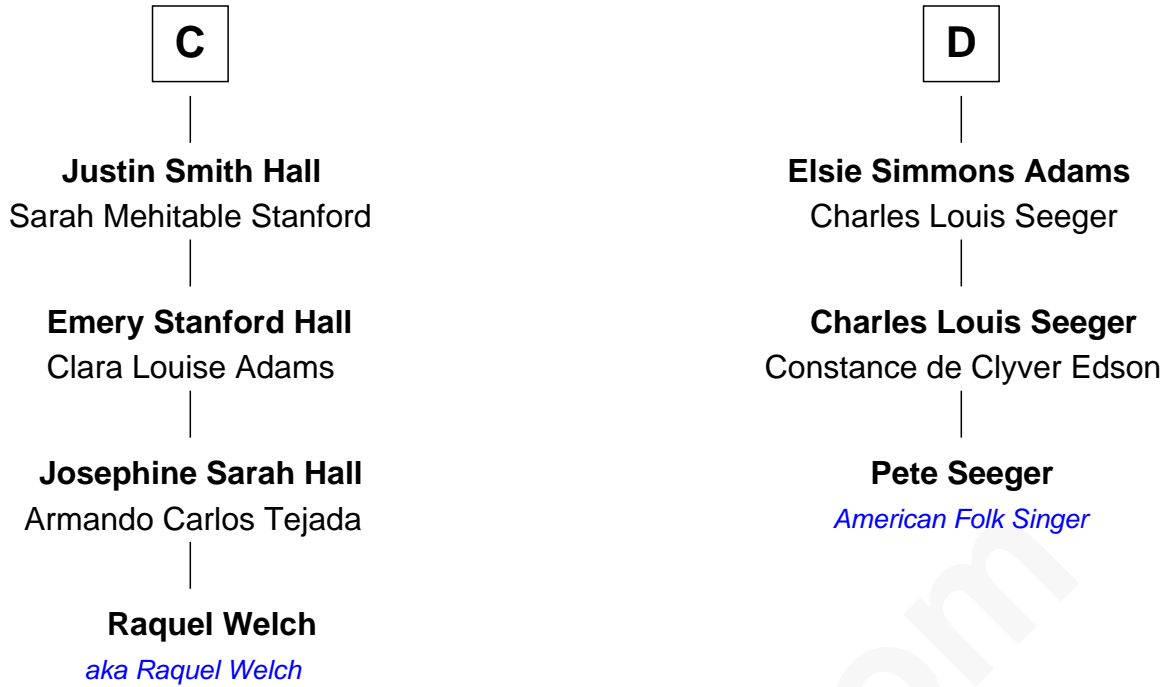 C
Justin Smith Hall
Sarah Mehitable Stanford
Emery Stanford Hall
Clara Louise Adams
Josephine Sarah Hall
Armando Carlos Tejada
Raquel Welch
aka Raquel Welch
D
Elsie Simmons Adams
Charles Louis Seeger
Charles Louis Seeger
Constance de Clyver Edson
Pete Seeger
American Folk Singer
om